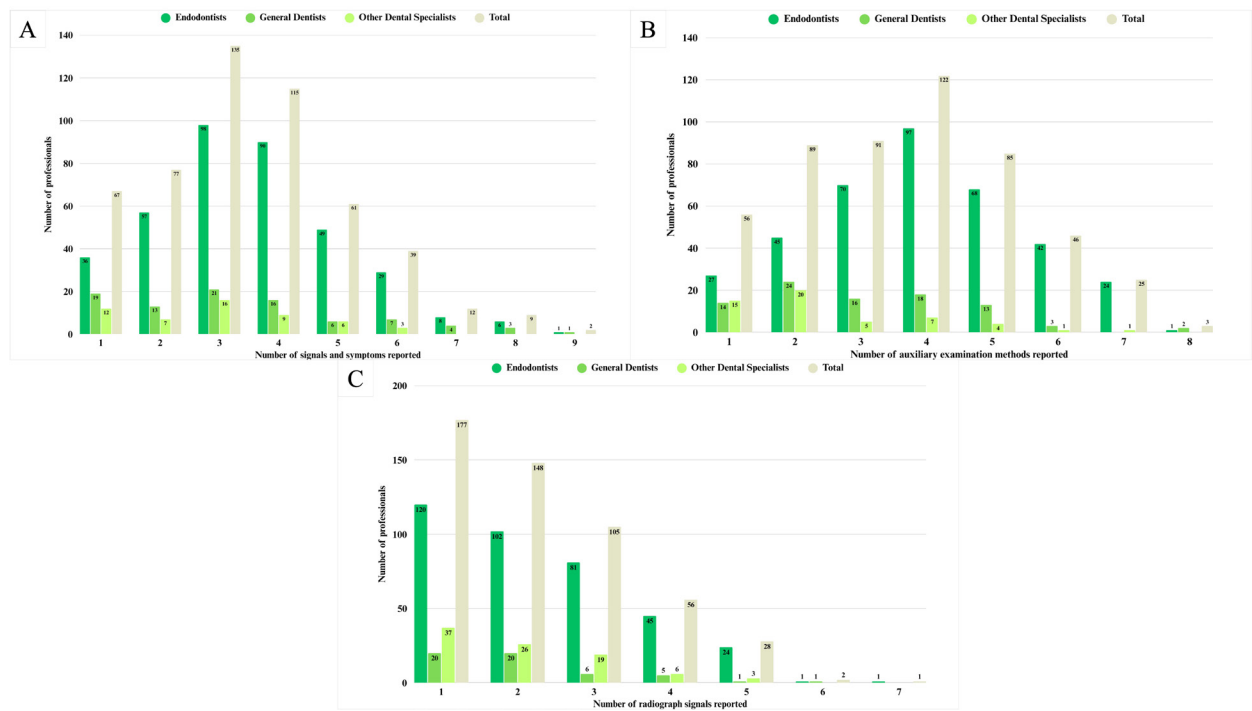 A
Endodontists General Dentists Other Dental Specialists Total
Number of professionals
140
120
100
80
60
40
20
0
36 19 12 67
57 13 7 77
98 21 16 135
90 16 9 115
49 6 6 61
29 7 3 39
8 4 12
6 3 9
1 1 2
1 2 3 4 5 6 7 8 9
Number of signals and symptoms reported
B
Endodontists General Dentists Other Dental Specialists Total
Number of professionals
140
120
100
80
60
40
20
0
27 14 15 56
45 24 20 89
70 16 5 91
97 18 7 122
68 13 4 85
42 3 1 46
24 1 25
1 2 3
1 2 3 4 5 6 7 8
Number of auxiliary examination methods reported
C
Endodontists General Dentists Other Dental Specialists Total
Number of professionals
200
150
100
50
0
120 20 37 177
102 20 26 148
81 6 19 105
45 5 6 56
24 1 3 28
1 1 2
1 1
1 2 3 4 5 6 7
Number of radiograph signals reported